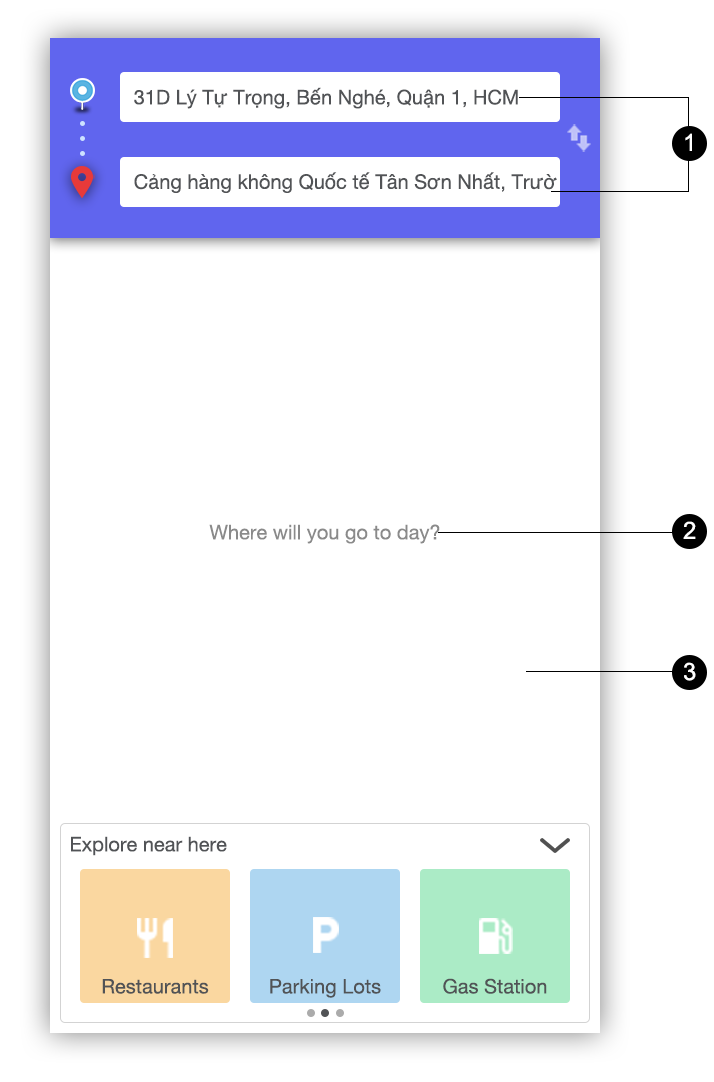 31D Lý Tự Trọng, Bến Nghé, Quận 1, HCM
1
Cảng hàng không Quốc tế Tân Sơn Nhất, Trườ
Where will you go to day?
2
3
Explore near here
P
Restaurants
Parking Lots
Gas Station